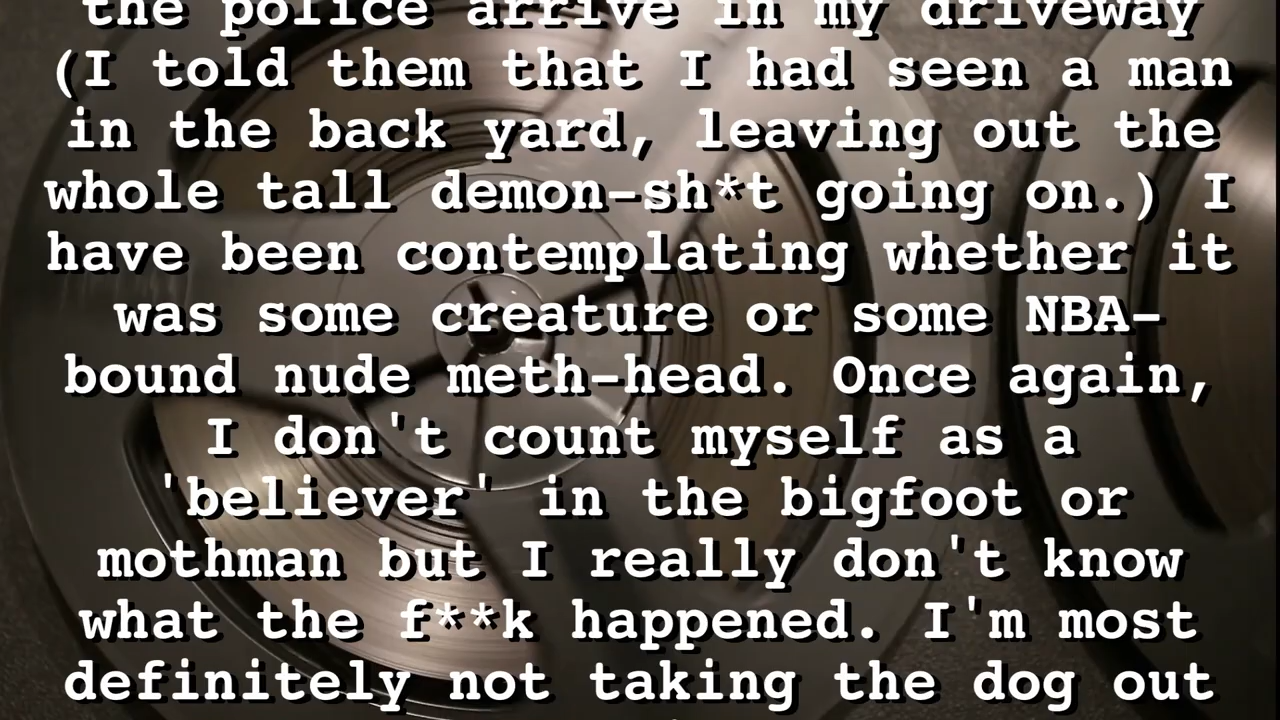 the police arrive in my driveway
(I told them that I had seen a man
in the back yard, leaving out the
whole tall demon-sh*t going on.) I
have been contemplating whether it
was some creature or some NBA-
bound nude meth-head. Once again,
I don't count myself as a
'believer' in the bigfoot or
mothman but I really don't know
what the f**k happened. I'm most
definitely not taking the dog out